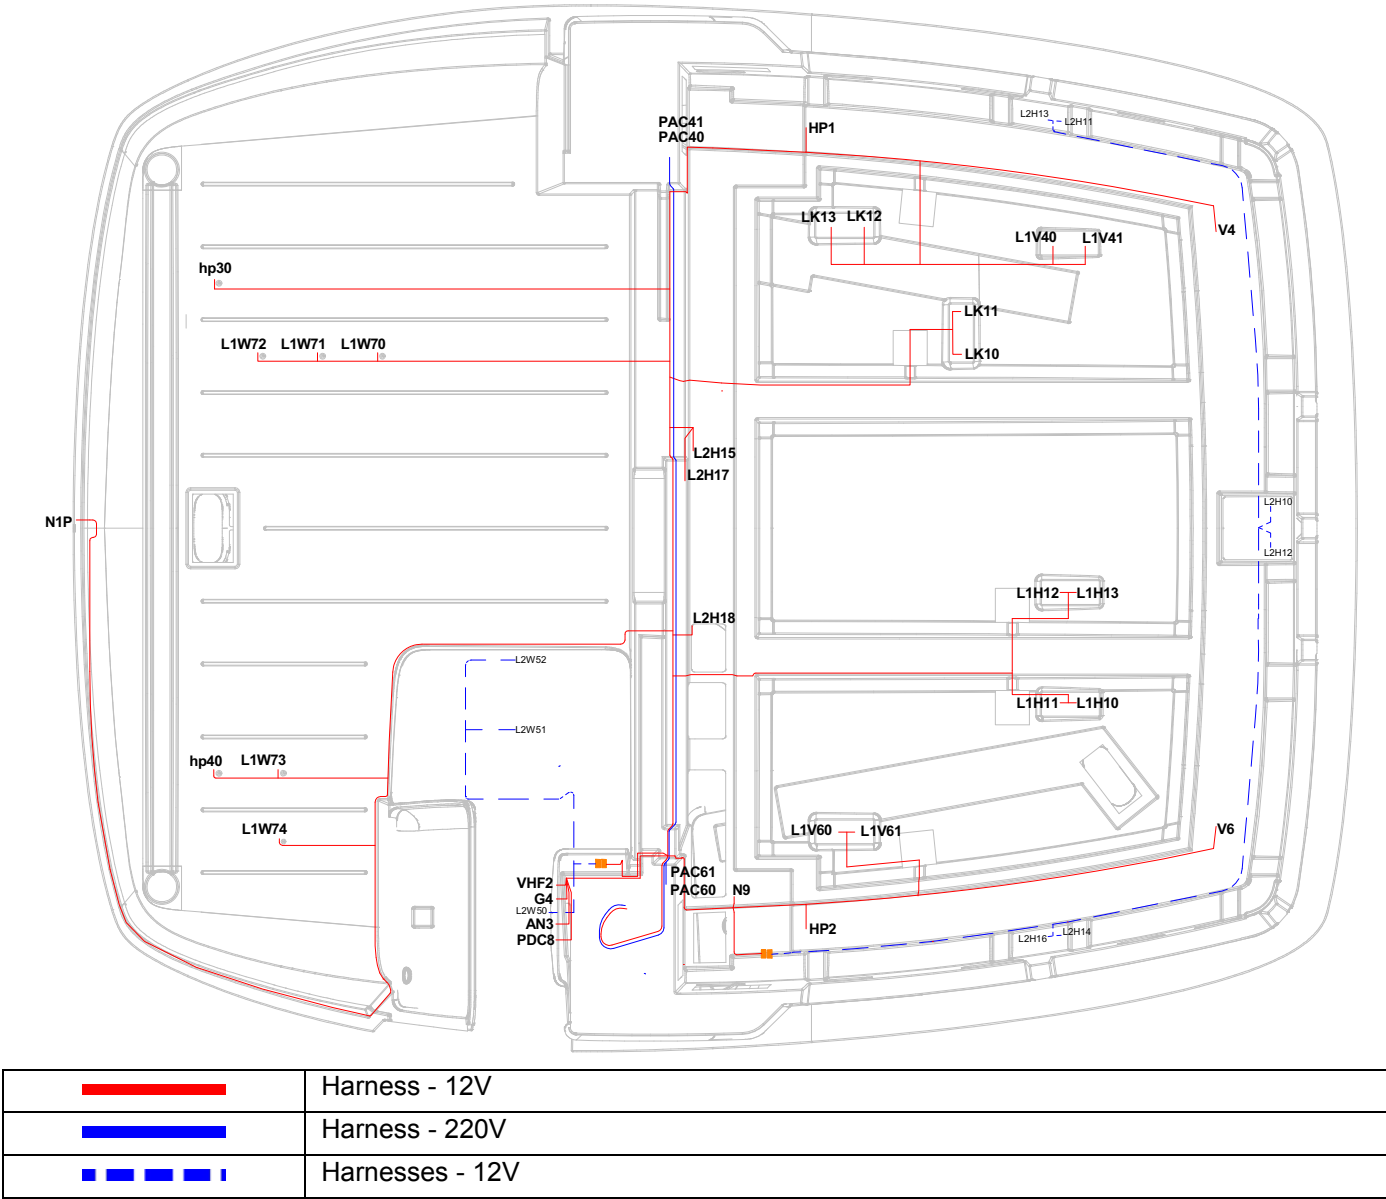 L2H13
L2H11
PAC41
PAC40
HP1
LK13 LK12
V4
L1V40 L1V41
hp30
LK11
L1W72 L1W71 L1W70
LK10
L2H15
L2H17
L2H10
N1P
L2H12
L1H12 L1H13
L2H18
L2W52
L1H11 L1H10
L2W51
hp40 L1W73
L1W74
L1V60 L1V61
V6
PAC61
VHF2
PAC60 N9
G4
L2W50
AN3
HP2
PDC8
L2H16 L2H14
Harness - 12V
Harness - 220V
Harnesses - 12V